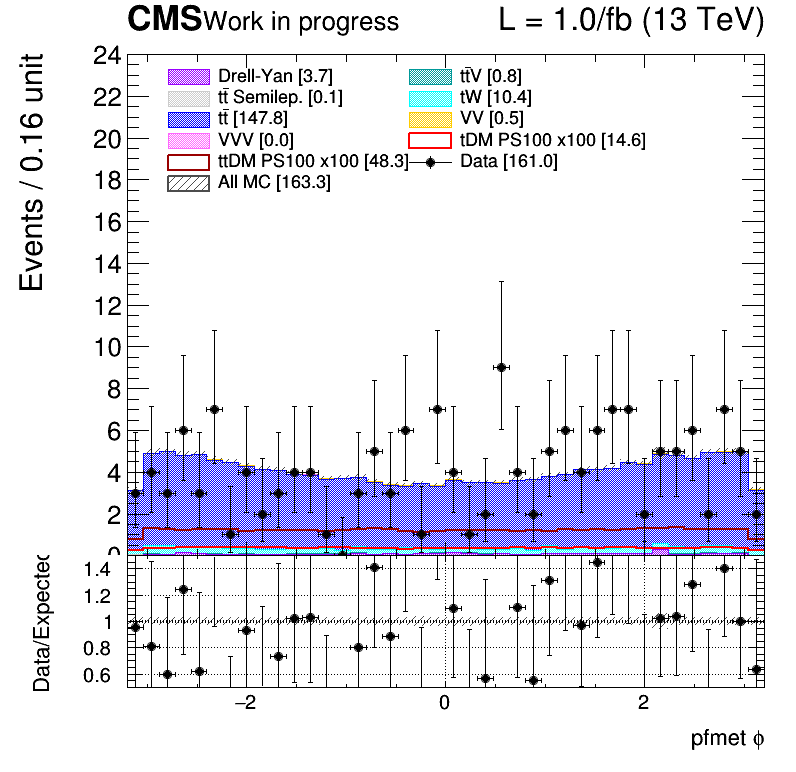 CMS Work in progress L = 1.0/fb (13 TeV)
Events / 0.16 unit
24
22
20
18
16
14
12
10
8
6
4
2
0
Drell-Yan [3.7] tt̄V [0.8]
tt̄ Semilep. [0.1] tW [10.4]
tt̄ [147.8] VV [0.5]
VVV [0.0] tDM PS100 x100 [14.6]
ttDM PS100 x100 [48.3] Data [161.0]
All MC [163.3]
Data/Expected
1.4
1.2
1
0.8
0.6
−2 0 2
pfmet ϕ